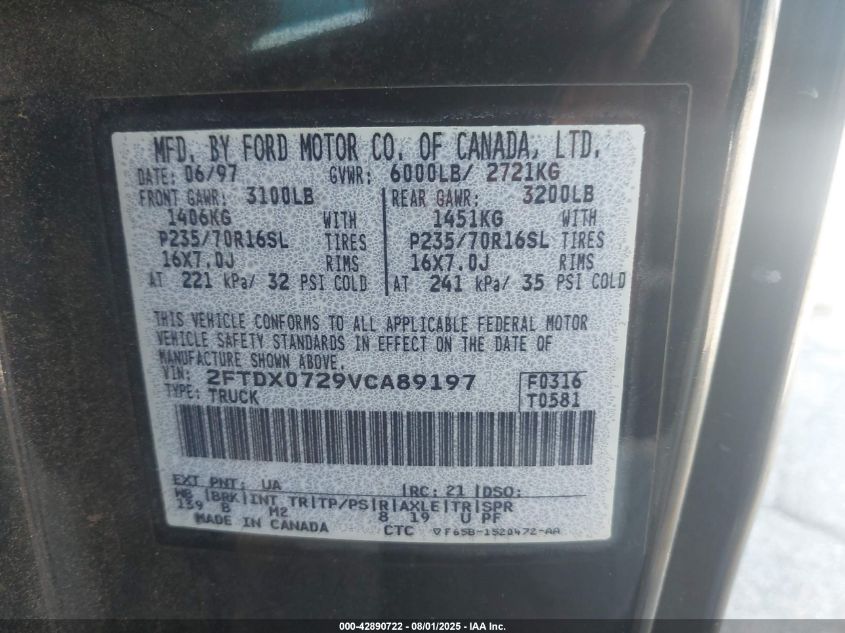 MFD. BY FORD MOTOR CO. OF CANADA, LTD.
DATE: 06/97 GVWR: 6000LB/ 2721KG
FRONT GAWR: 3100LB REAR GAWR: 3200LB
1406KG WITH 1451KG WITH
P235/70R16SL TIRES P235/70R16SL TIRES
16X7.0J RIMS 16X7.0J RIMS
AT 221 kPa/ 32 PSI COLD AT 241 kPa/ 35 PSI COLD
THIS VEHICLE CONFORMS TO ALL APPLICABLE FEDERAL MOTOR
VEHICLE SAFETY STANDARDS IN EFFECT ON THE DATE OF
MANUFACTURE SHOWN ABOVE.
VIN: 2FTDX0729VCA89197 F0316
TYPE: TRUCK T0581
EXT PNT: UA RC: 21 DSO:
WB BRK INT TR TP/PS R AXLE TR SPR
139 B M2 8 19 U PF
MADE IN CANADA CTC ▽F65B-1520472-AA
000-42890722 - 08/01/2025 - IAA Inc.